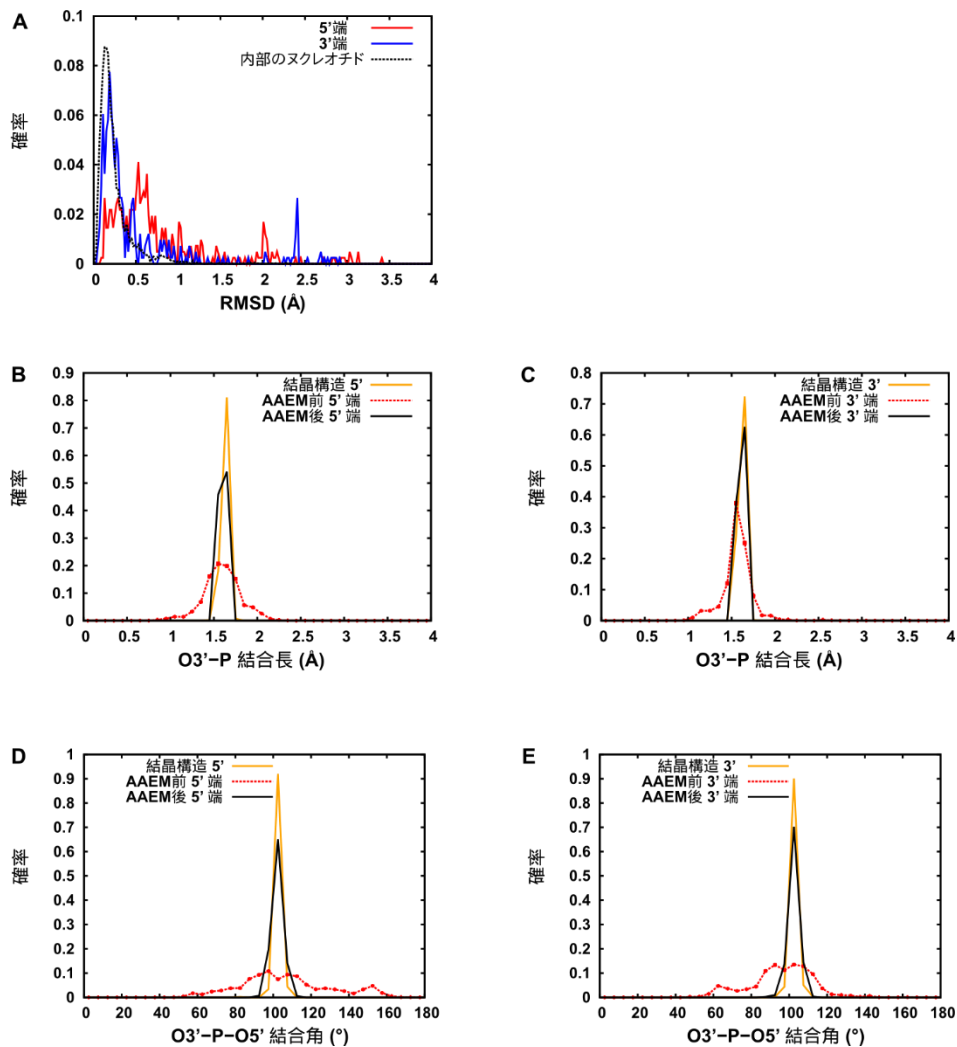 A
5’端
3’端
内部のヌクレオチド
確率
0.1
0.08
0.06
0.04
0.02
0
0 0.5 1 1.5 2 2.5 3 3.5 4
RMSD (Å)
B
結晶構造 5’
AAEM前 5’ 端
AAEM後 5’ 端
確率
0.9
0.8
0.7
0.6
0.5
0.4
0.3
0.2
0.1
0
0 0.5 1 1.5 2 2.5 3 3.5 4
O3’−P 結合長 (Å)
C
結晶構造 3’
AAEM前 3’ 端
AAEM後 3’ 端
確率
0.8
0.7
0.6
0.5
0.4
0.3
0.2
0.1
0
0 0.5 1 1.5 2 2.5 3 3.5 4
O3’−P 結合長 (Å)
D
結晶構造 5’
AAEM前 5’ 端
AAEM後 5’ 端
確率
1
0.9
0.8
0.7
0.6
0.5
0.4
0.3
0.2
0.1
0
0 20 40 60 80 100 120 140 160 180
O3’−P−O5’ 結合角 (°)
E
結晶構造 3’
AAEM前 3’ 端
AAEM後 3’ 端
確率
1
0.9
0.8
0.7
0.6
0.5
0.4
0.3
0.2
0.1
0
0 20 40 60 80 100 120 140 160 180
O3’−P−O5’ 結合角 (°)